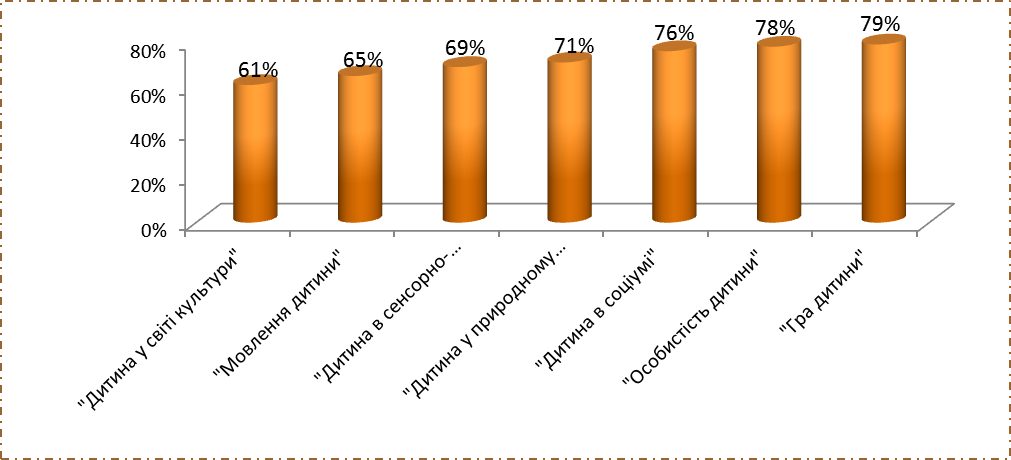 61%
65%
69%
71%
76%
78%
79%
80%
60%
40%
20%
0%
"Дитина у світі культури"
"Мовлення дитини"
"Дитина в сенсорно-...
"Дитина у природному...
"Дитина в соціумі"
"Особистість дитини"
"Гра дитини"